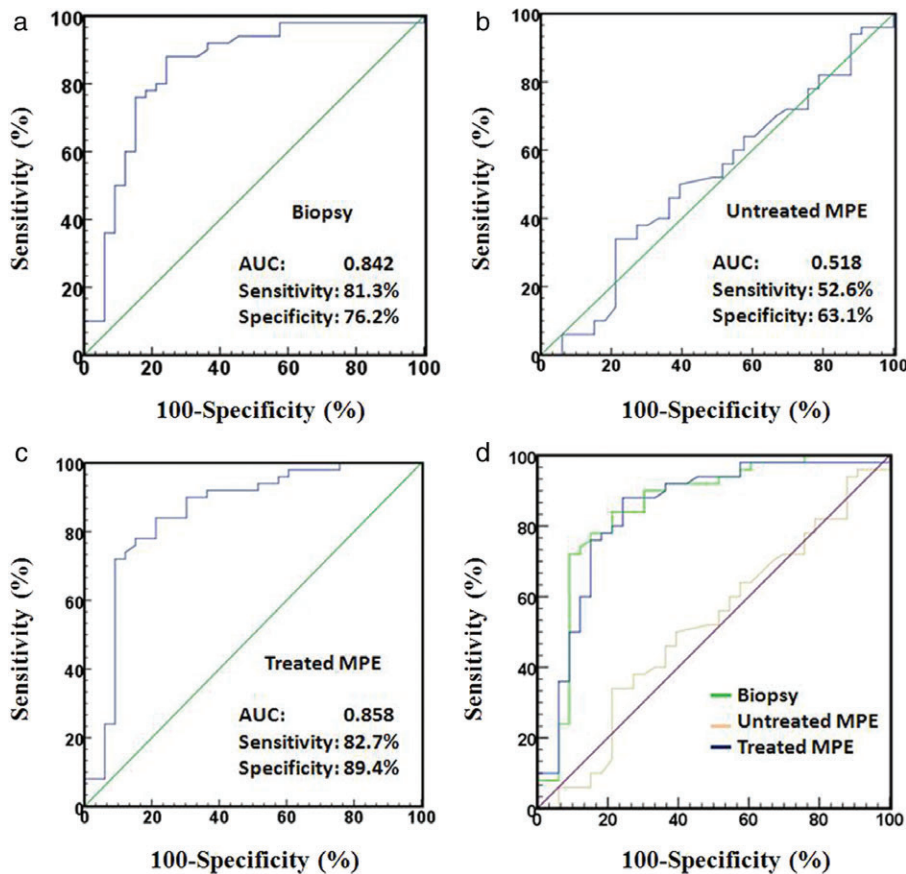 a
100
80
60
40
20
0
Sensitivity (%)
Biopsy
AUC: 0.842
Sensitivity: 81.3%
Specificity: 76.2%
0 20 40 60 80 100
100-Specificity (%)
b
100
80
60
40
20
0
Sensitivity (%)
Untreated MPE
AUC: 0.518
Sensitivity: 52.6%
Specificity: 63.1%
0 20 40 60 80 100
100-Specificity (%)
c
100
80
60
40
20
0
Sensitivity (%)
Treated MPE
AUC: 0.858
Sensitivity: 82.7%
Specificity: 89.4%
0 20 40 60 80 100
100-Specificity (%)
d
100
80
60
40
20
0
Sensitivity (%)
Biopsy
Untreated MPE
Treated MPE
0 20 40 60 80 100
100-Specificity (%)